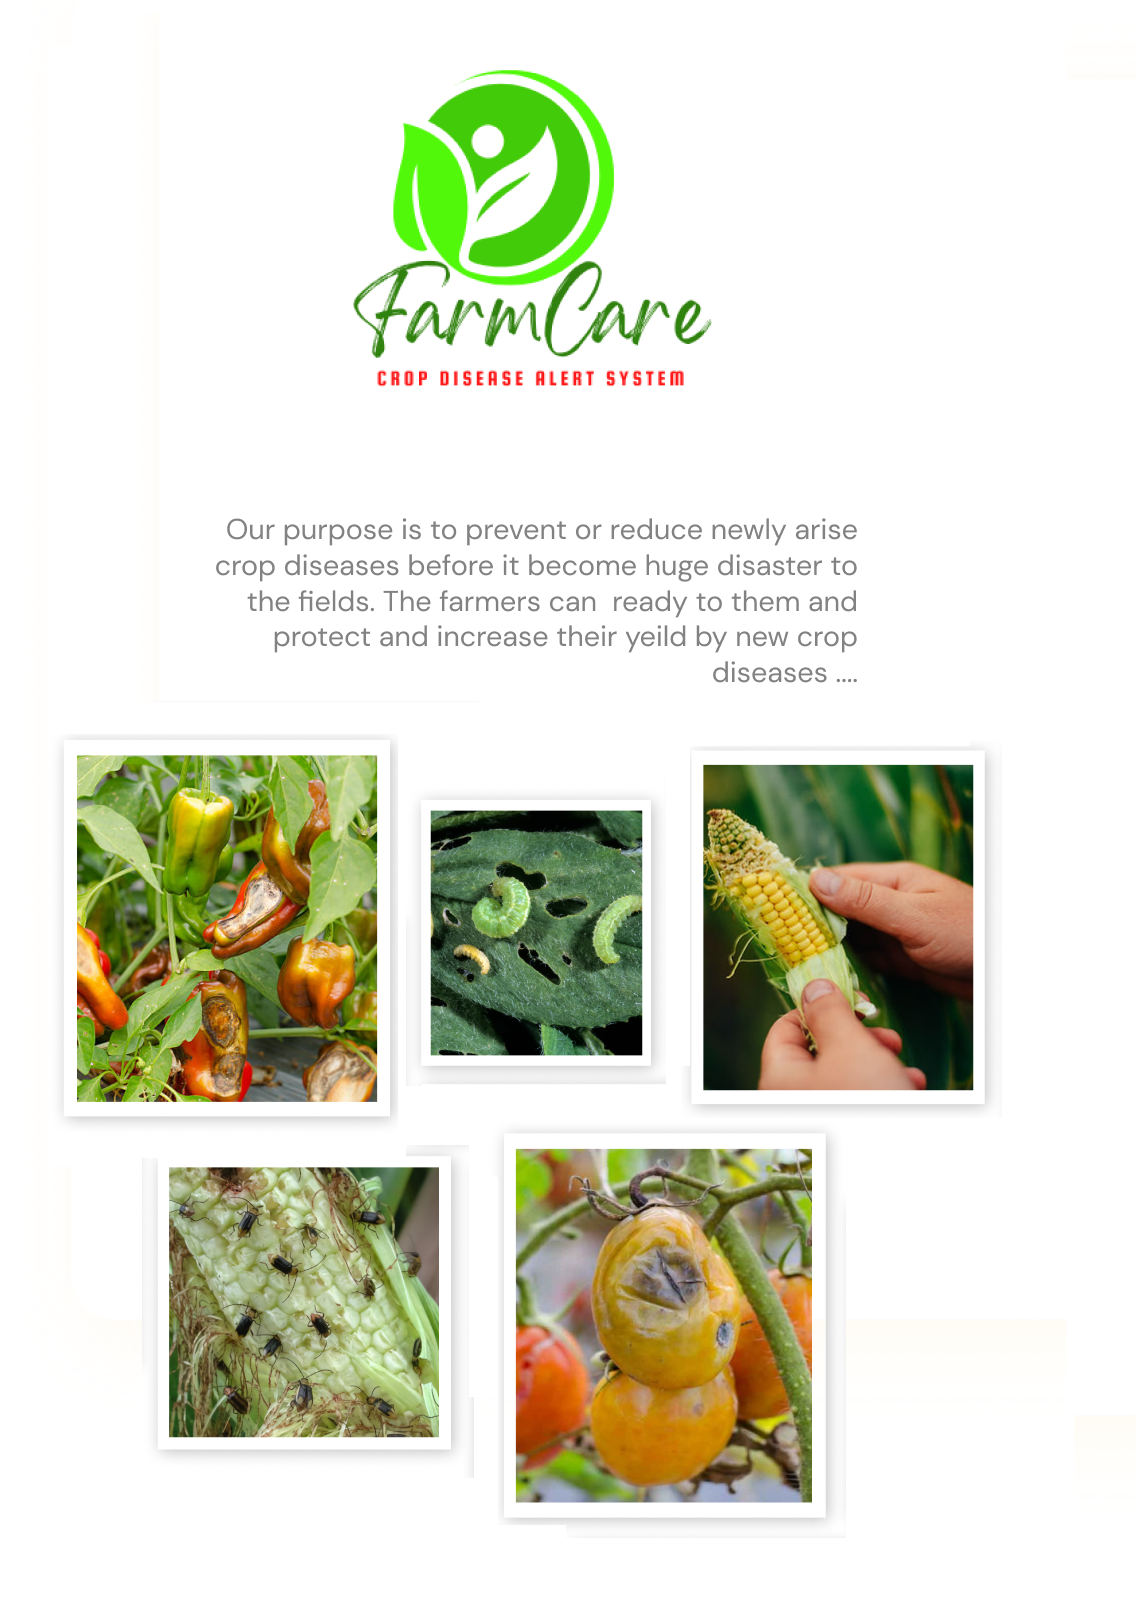 FarmCare
CROP DISEASE ALERT SYSTEM
Our purpose is to prevent or reduce newly arise
crop diseases before it become huge disaster to
the fields. The farmers can  ready to them and
protect and increase their yeild by new crop
diseases ....